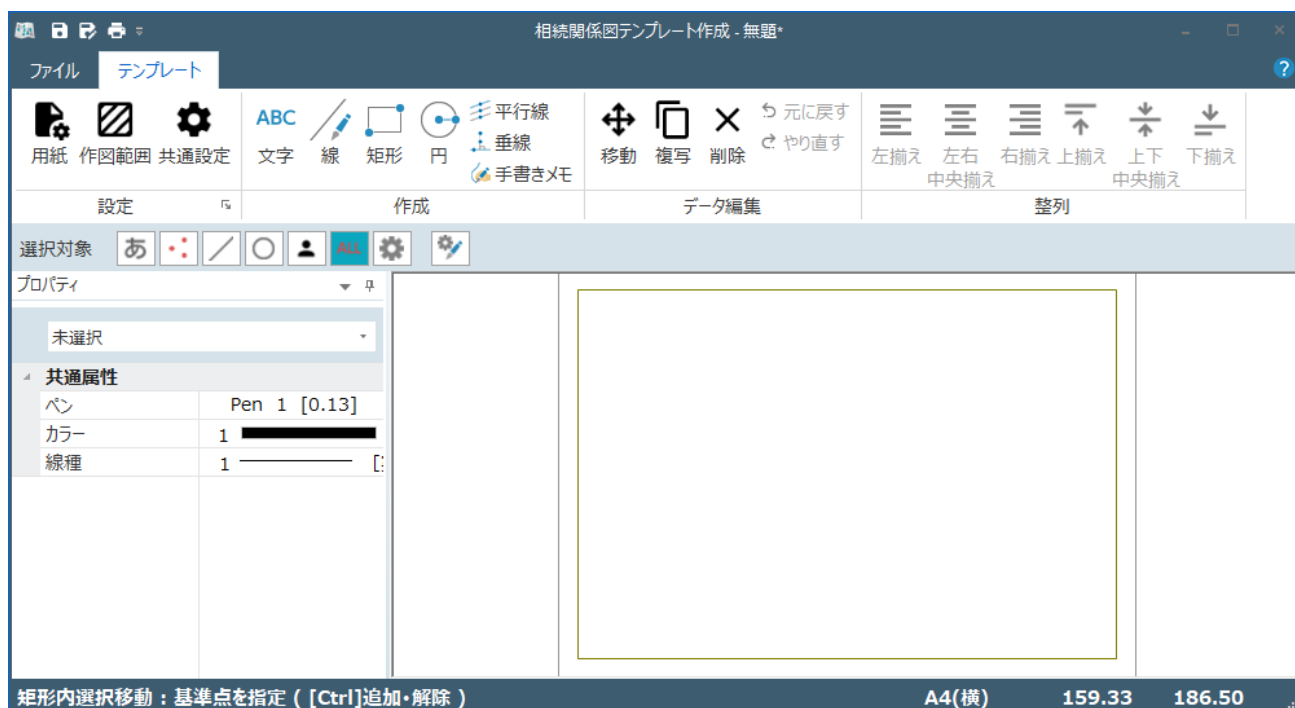 相続関係図テンプレート作成 - 無題*
ファイル テンプレート
?
ABC 平行線
垂線
手書きメモ
元に戻す
やり直す
用紙 作図範囲 共通設定 文字 線 矩形 円 移動 複写 削除 左揃え 左右中央揃え 右揃え 上揃え 上下中央揃え 下揃え
設定 作成 データ編集 整列
選択対象 あ ALL
プロパティ
未選択
共通属性
ペン Pen 1 [0.13]
カラー 1
線種 1
矩形内選択移動 : 基準点を指定 ( [Ctrl]追加・解除 ) A4(横) 159.33 186.50